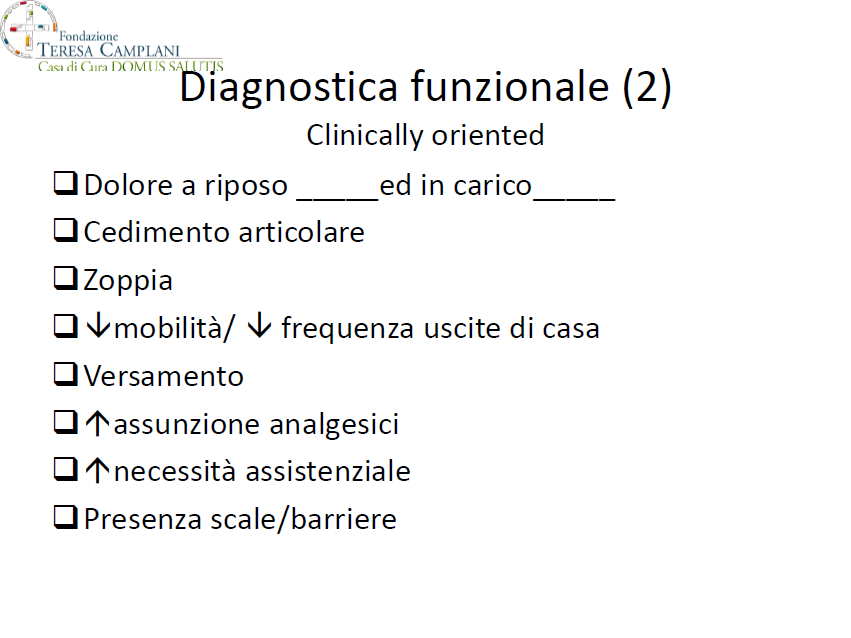 Fondazione
TERESA CAMPLANI
Casa di Cura DOMUS SALUTIS
Diagnostica funzionale (2)
Clinically oriented
❑Dolore a riposo _____ed in carico_____
❑Cedimento articolare
❑Zoppia
❑↓mobilità/ ↓ frequenza uscite di casa
❑Versamento
❑↑assunzione analgesici
❑↑necessità assistenziale
❑Presenza scale/barriere